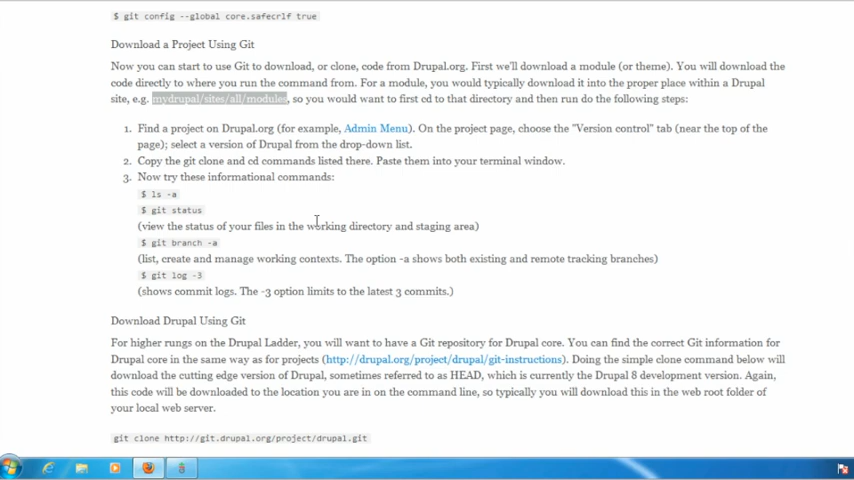 $ git config --global core.safecrlf true
Download a Project Using Git
Now you can start to use Git to download, or clone, code from Drupal.org. First we'll download a module (or theme). You will download the
code directly to where you run the command from. For a module, you would typically download it into the proper place within a Drupal
site, e.g. mydrupal/sites/all/modules, so you would want to first cd to that directory and then run do the following steps:
1. Find a project on Drupal.org (for example, Admin Menu). On the project page, choose the "Version control" tab (near the top of the
page); select a version of Drupal from the drop-down list.
2. Copy the git clone and cd commands listed there. Paste them into your terminal window.
3. Now try these informational commands:
$ ls -a
$ git status
(view the status of your files in the working directory and staging area)
$ git branch -a
(list, create and manage working contexts. The option -a shows both existing and remote tracking branches)
$ git log -3
(shows commit logs. The -3 option limits to the latest 3 commits.)
Download Drupal Using Git
For higher rungs on the Drupal Ladder, you will want to have a Git repository for Drupal core. You can find the correct Git information for
Drupal core in the same way as for projects (http://drupal.org/project/drupal/git-instructions). Doing the simple clone command below will
download the cutting edge version of Drupal, sometimes referred to as HEAD, which is currently the Drupal 8 development version. Again,
this code will be downloaded to the location you are in on the command line, so typically you will download this in the web root folder of
your local web server.
git clone http://git.drupal.org/project/drupal.git